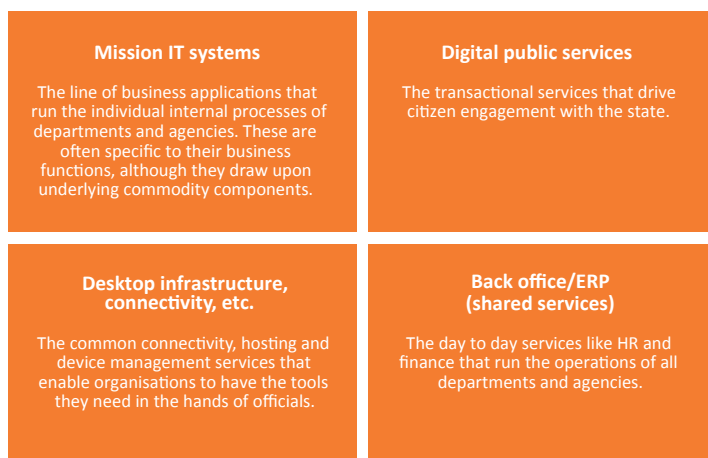 Mission IT systems
The line of business applications that
run the individual internal processes of
departments and agencies. These are
often specific to their business
functions, although they draw upon
underlying commodity components.
Digital public services
The transactional services that drive
citizen engagement with the state.
Desktop infrastructure,
connectivity, etc.
The common connectivity, hosting and
device management services that
enable organisations to have the tools
they need in the hands of officials.
Back office/ERP
(shared services)
The day to day services like HR and
finance that run the operations of all
departments and agencies.